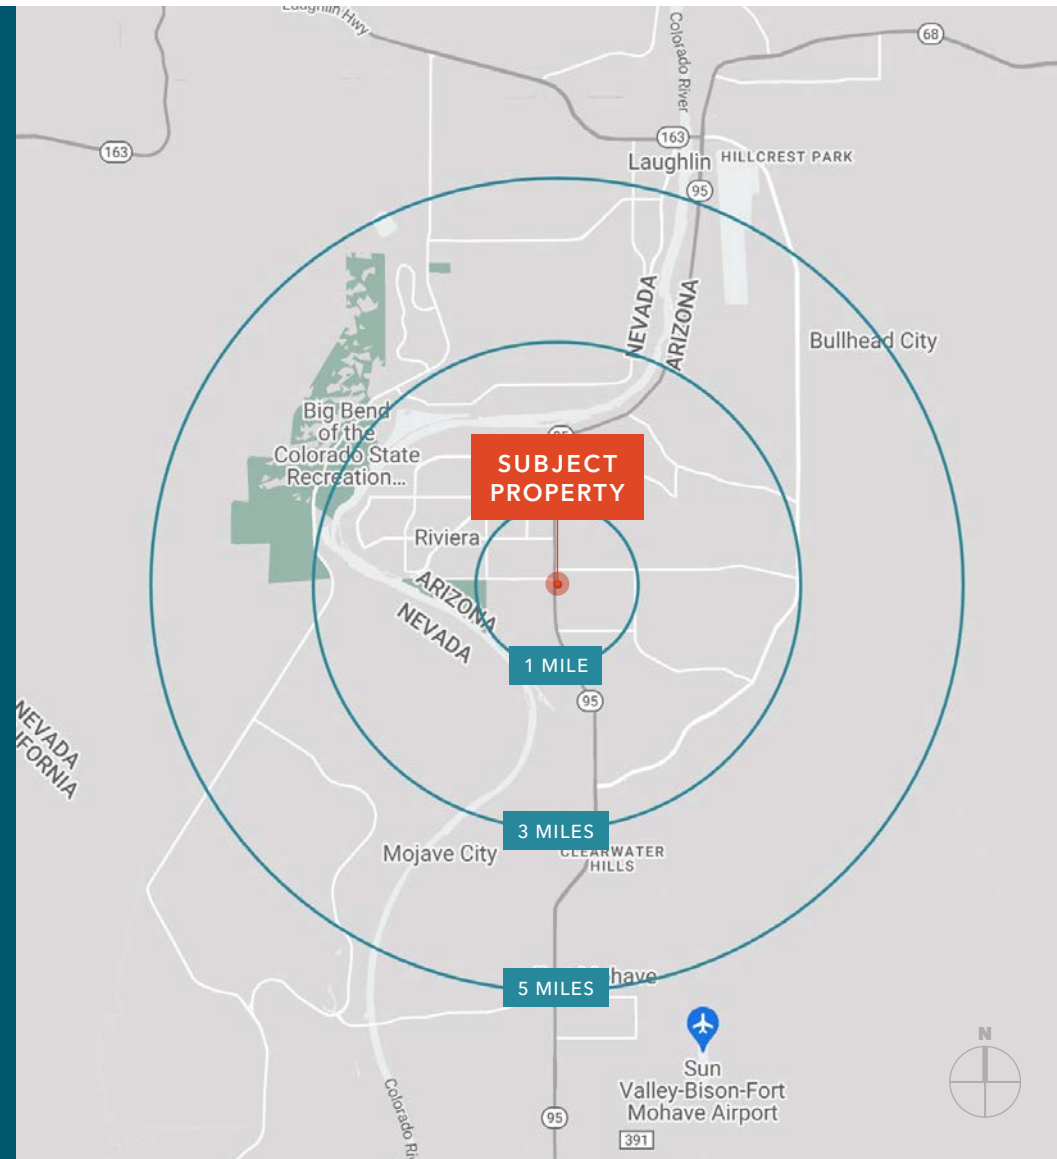 Laughlin Hwy
Colorado River
68
163
163
Laughlin
HILLCREST PARK
95
NEVADA
ARIZONA
Bullhead City
Big Bend
of the
Colorado State
Recreation...
95
SUBJECT
PROPERTY
Riviera
ARIZONA
NEVADA
1 MILE
95
NEVADA
IFORNIA
3 MILES
Mojave City
CLEARWATER
HILLS
5 MILES
have
Sun
Valley-Bison-Fort
Mohave Airport
N
Colorado Ri
95
391